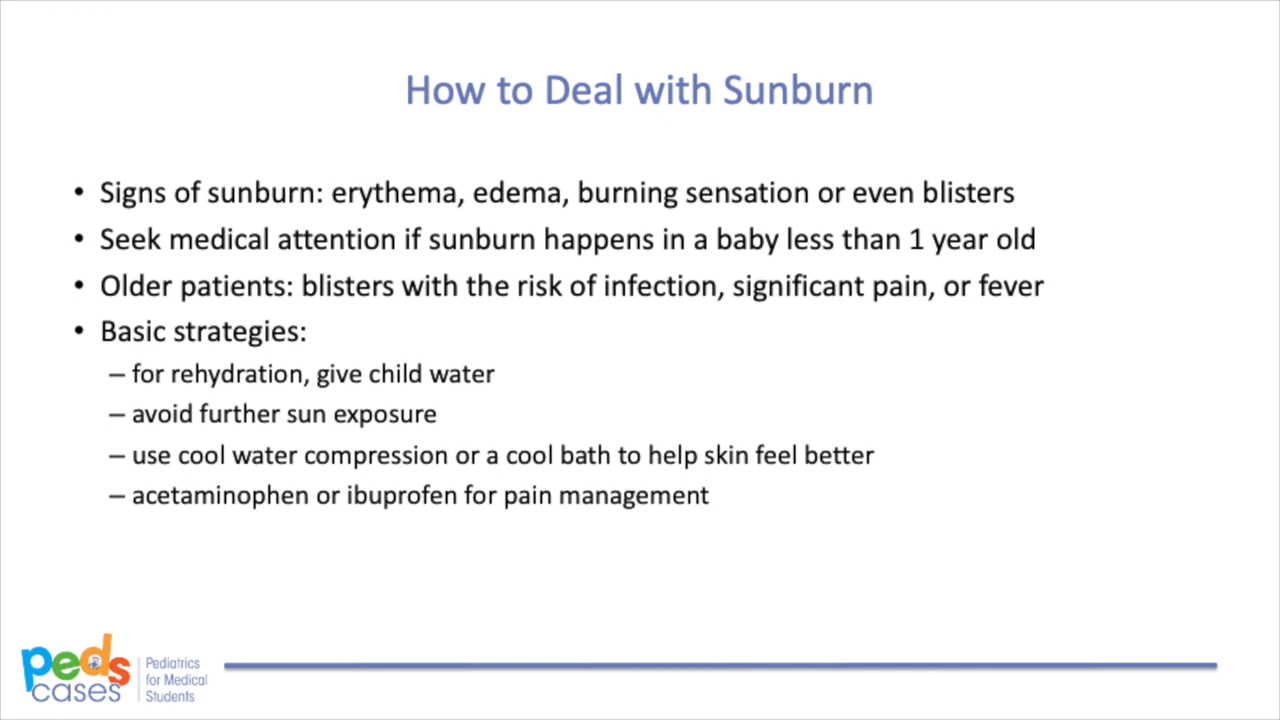 How to Deal with Sunburn
• Signs of sunburn: erythema, edema, burning sensation or even blisters
• Seek medical attention if sunburn happens in a baby less than 1 year old
• Older patients: blisters with the risk of infection, significant pain, or fever
• Basic strategies:
– for rehydration, give child water
– avoid further sun exposure
– use cool water compression or a cool bath to help skin feel better
– acetaminophen or ibuprofen for pain management
peds
cases
Pediatrics
for Medical
Students